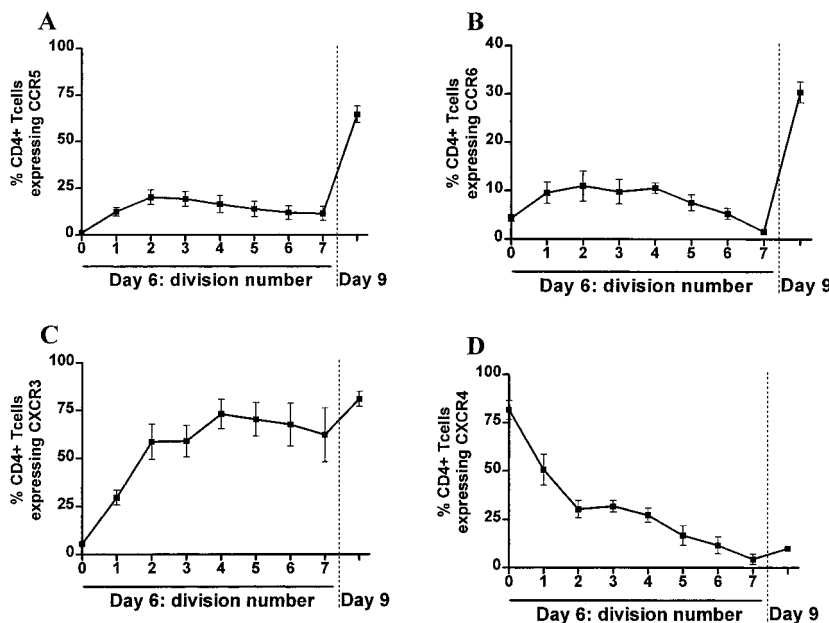 A
% CD4+ Tcells
expressing CCR5
100
75
50
25
0
0 1 2 3 4 5 6 7
Day 6: division number
Day 9
B
% CD4+ Tcells
expressing CCR6
40
30
20
10
0
0 1 2 3 4 5 6 7
Day 6: division number
Day 9
C
% CD4+ Tcells
expressing CXCR3
100
75
50
25
0
0 1 2 3 4 5 6 7
Day 6: division number
Day 9
D
% CD4+ Tcells
expressing CXCR4
100
75
50
25
0
0 1 2 3 4 5 6 7
Day 6: division number
Day 9